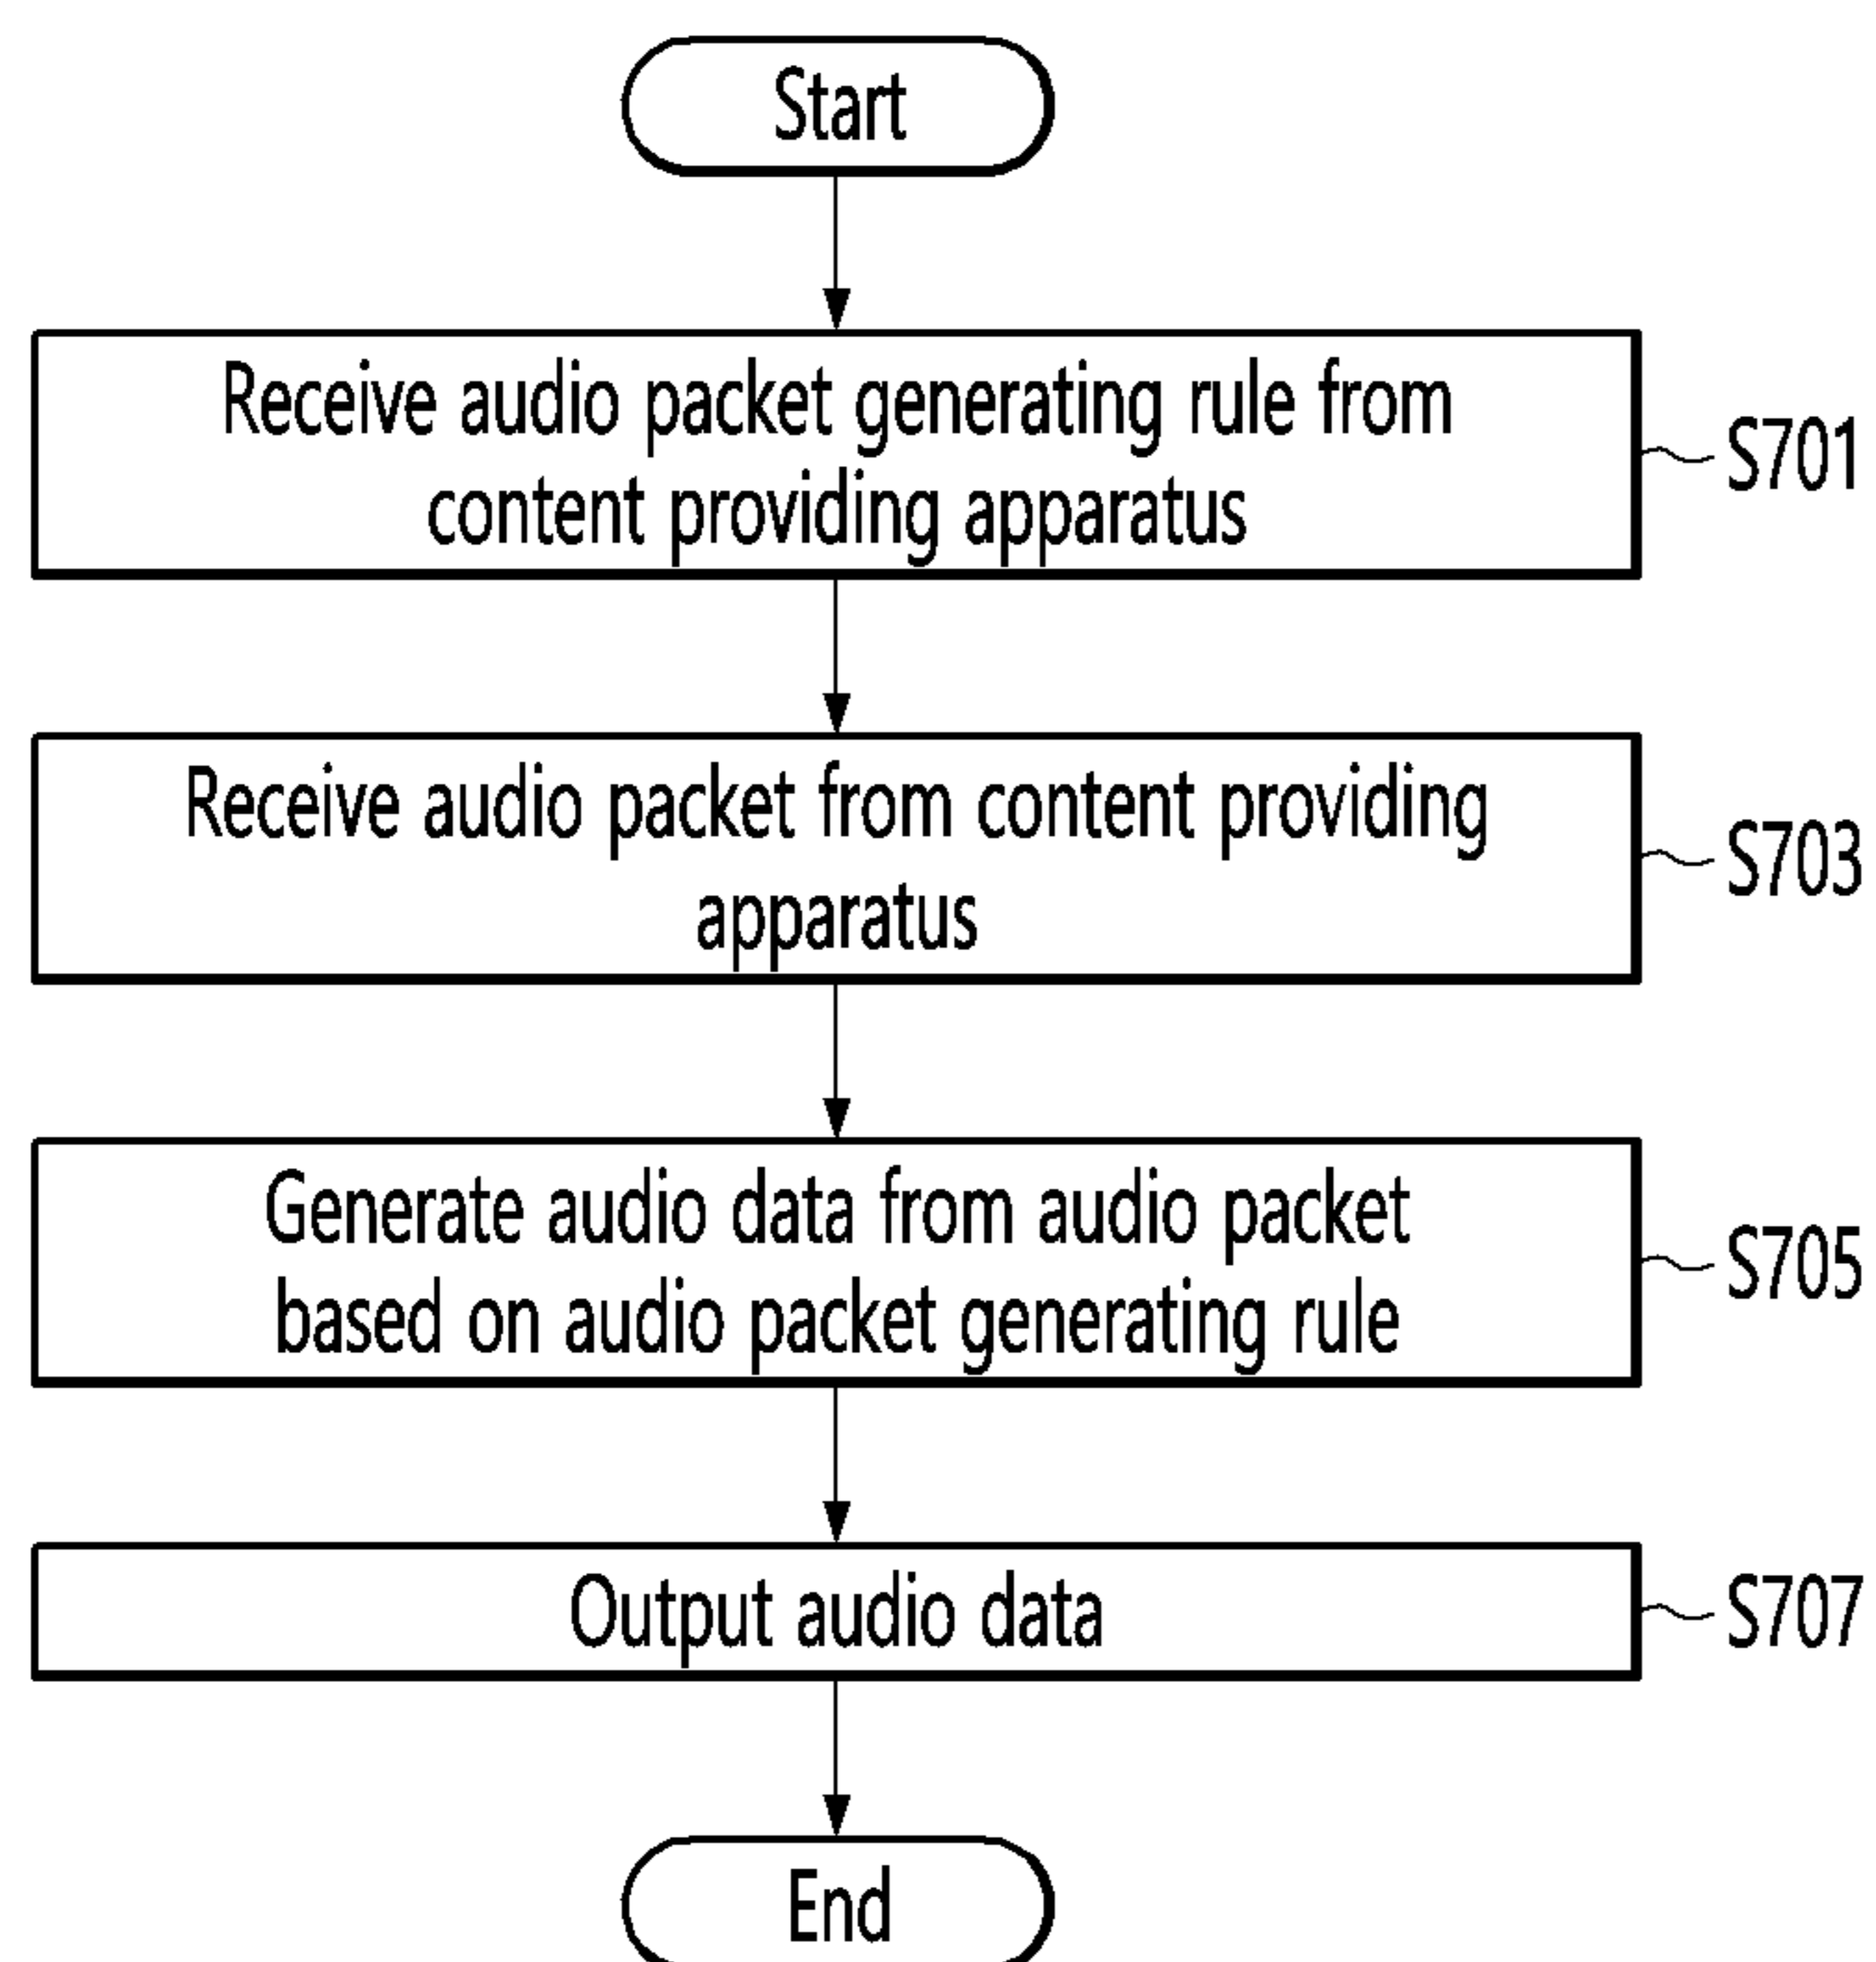 Start
Receive audio packet generating rule from
content providing apparatus
S701
Receive audio packet from content providing
apparatus
S703
Generate audio data from audio packet
based on audio packet generating rule
S705
Output audio data
S707
End